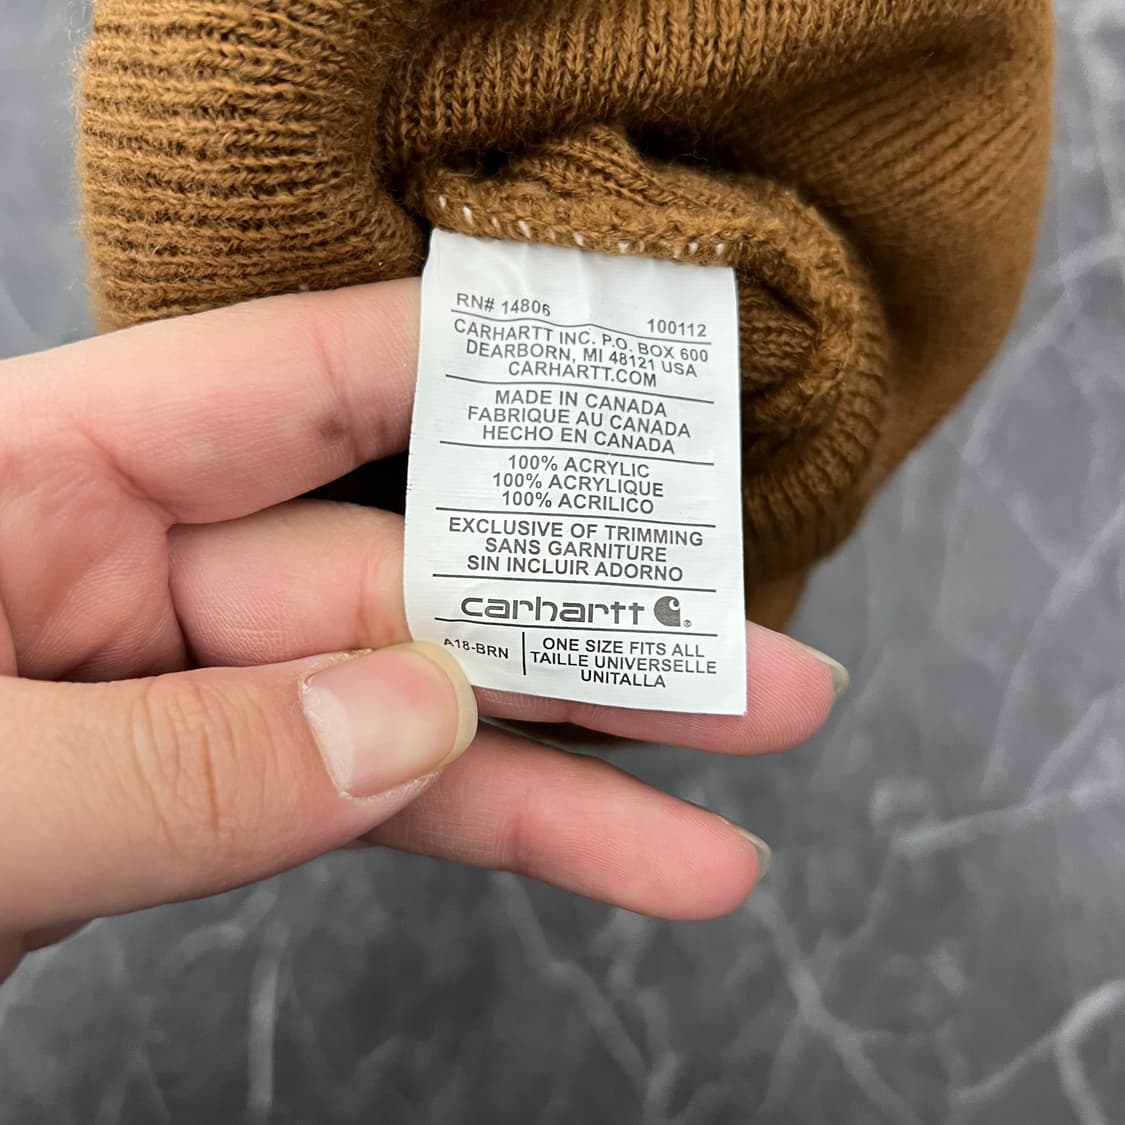 RN# 14806 100112
CARHARTT INC. P.O. BOX 600
DEARBORN, MI 48121 USA
CARHARTT.COM
MADE IN CANADA
FABRIQUE AU CANADA
HECHO EN CANADA
100% ACRYLIC
100% ACRYLIQUE
100% ACRILICO
EXCLUSIVE OF TRIMMING
SANS GARNITURE
SIN INCLUIR ADORNO
carhartt ®
A18-BRN
ONE SIZE FITS ALL
TAILLE UNIVERSELLE
UNITALLA